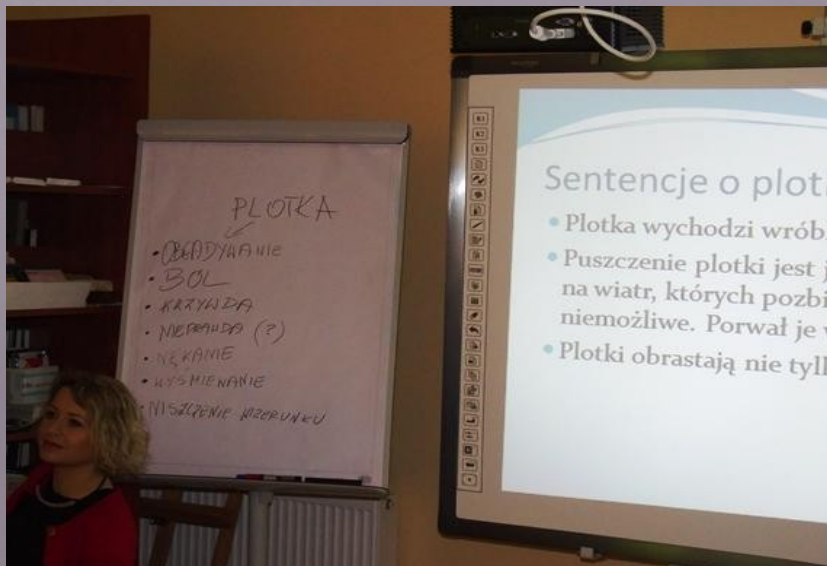 PLOTKA
• OBGADYWANIE
• BÓL
• KRZYWDA
• NIEPRAWDA (?)
• NĘKANIE
• WYŚMIEWANIE
• NISZCZENIE WIZERUNKU
Sentencje o plot
• Plotka wychodzi wrób
• Puszczenie plotki jest j
na wiatr, których pozbi
niemożliwe. Porwał je w
• Plotki obrastają nie tylk